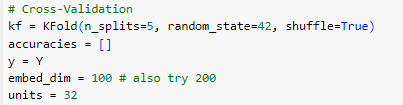 # Cross-Validation
kf = KFold(n_splits=5, random_state=42, shuffle=True)
accuracies = []
y = Y
embed_dim = 100 # also try 200
units = 32